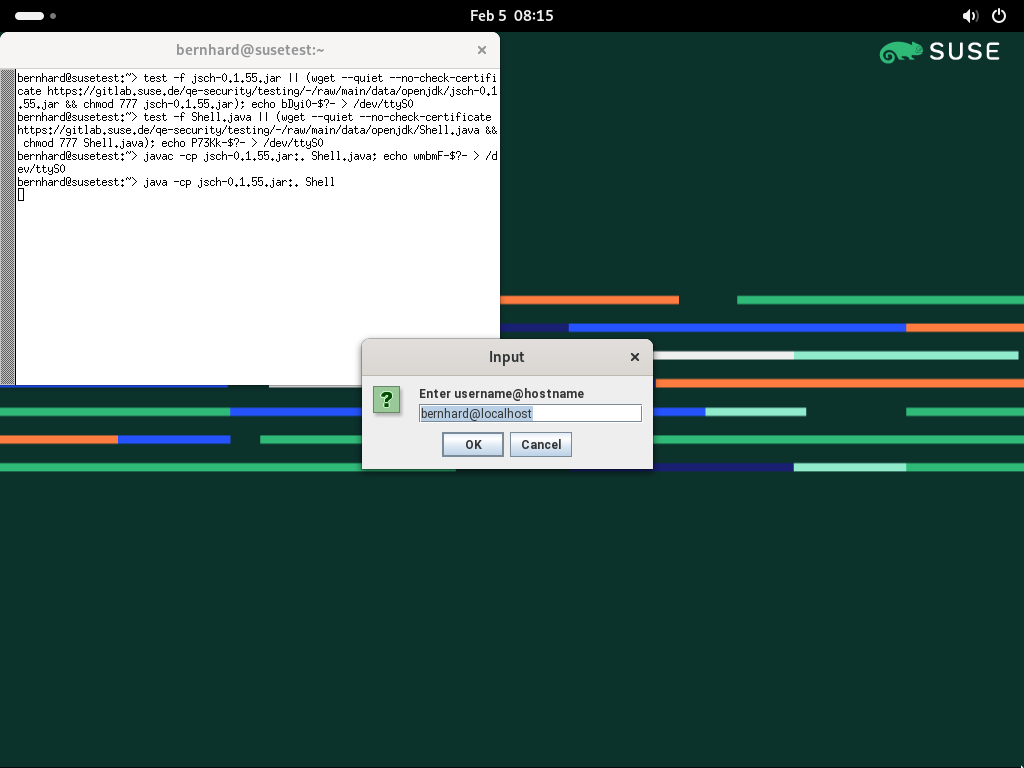 Feb 5 08:15
bernhard@susetest:~
SUSE
bernhard@susetest:~> test -f jsch-0.1.55.jar || (wget --quiet --no-check-certifi
cate https://gitlab.suse.de/qe-security/testing/-/raw/main/data/openjdk/jsch-0.1
.55.jar && chmod 777 jsch-0.1.55.jar); echo bDyi0-$?- > /dev/ttyS0
bernhard@susetest:~> test -f Shell.java || (wget --quiet --no-check-certificate
https://gitlab.suse.de/qe-security/testing/-/raw/main/data/openjdk/Shell.java &&
 chmod 777 Shell.java); echo P73Kk-$?- > /dev/ttyS0
bernhard@susetest:~> javac -cp jsch-0.1.55.jar:. Shell.java; echo wmbmF-$?- > /d
ev/ttyS0
bernhard@susetest:~> java -cp jsch-0.1.55.jar:. Shell
Input
?
Enter username@hostname
bernhard@localhost
OK
Cancel